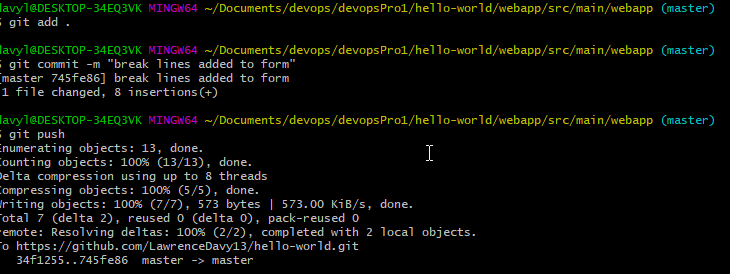 davyl@DESKTOP-34EQ3VK MINGW64 ~/Documents/devops/devopsPro1/hello-world/webapp/src/main/webapp (master)
$ git add .
davyl@DESKTOP-34EQ3VK MINGW64 ~/Documents/devops/devopsPro1/hello-world/webapp/src/main/webapp (master)
$ git commit -m "break lines added to form"
[master 745fe86] break lines added to form
1 file changed, 8 insertions(+)
davyl@DESKTOP-34EQ3VK MINGW64 ~/Documents/devops/devopsPro1/hello-world/webapp/src/main/webapp (master)
$ git push
Enumerating objects: 13, done.
Counting objects: 100% (13/13), done.
Delta compression using up to 8 threads
Compressing objects: 100% (5/5), done.
Writing objects: 100% (7/7), 573 bytes | 573.00 KiB/s, done.
Total 7 (delta 2), reused 0 (delta 0), pack-reused 0
remote: Resolving deltas: 100% (2/2), completed with 2 local objects.
To https://github.com/LawrenceDavy13/hello-world.git
34f1255..745fe86 master -> master